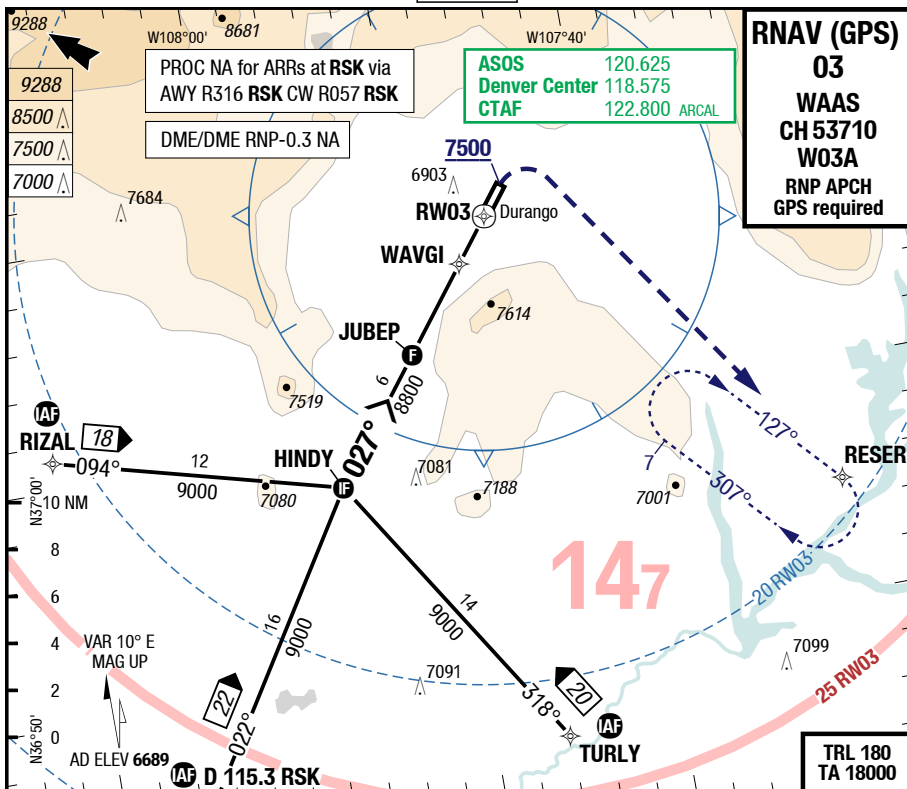 9288
8681
W108°00'
W107°40'
RNAV (GPS)
03
WAAS
CH 53710
W03A
RNP APCH
GPS required
PROC NA for ARRs at RSK via
AWY R316 RSK CW R057 RSK
DME/DME RNP-0.3 NA
ASOS 120.625
Denver Center 118.575
CTAF 122.800 ARCAL
9288
8500
7500
7000
7684
7500
6903
RW03
Durango
WAVGI
7614
JUBEP
F
6
8800
7519
IAF
RIZAL
18
094°
12
9000
7080
HINDY
IF
027°
7081
7188
7
127°
307°
7001
RESER
N37°00'
10 NM
8
6
4
2
0
N36°50'
147
20 RW03
25 RW03
14
9000
16
9000
VAR 10° E
MAG UP
7091
7099
22
022°
20
318°
IAF
TURLY
AD ELEV 6689
IAF D 115.3 RSK
TRL 180
TA 18000